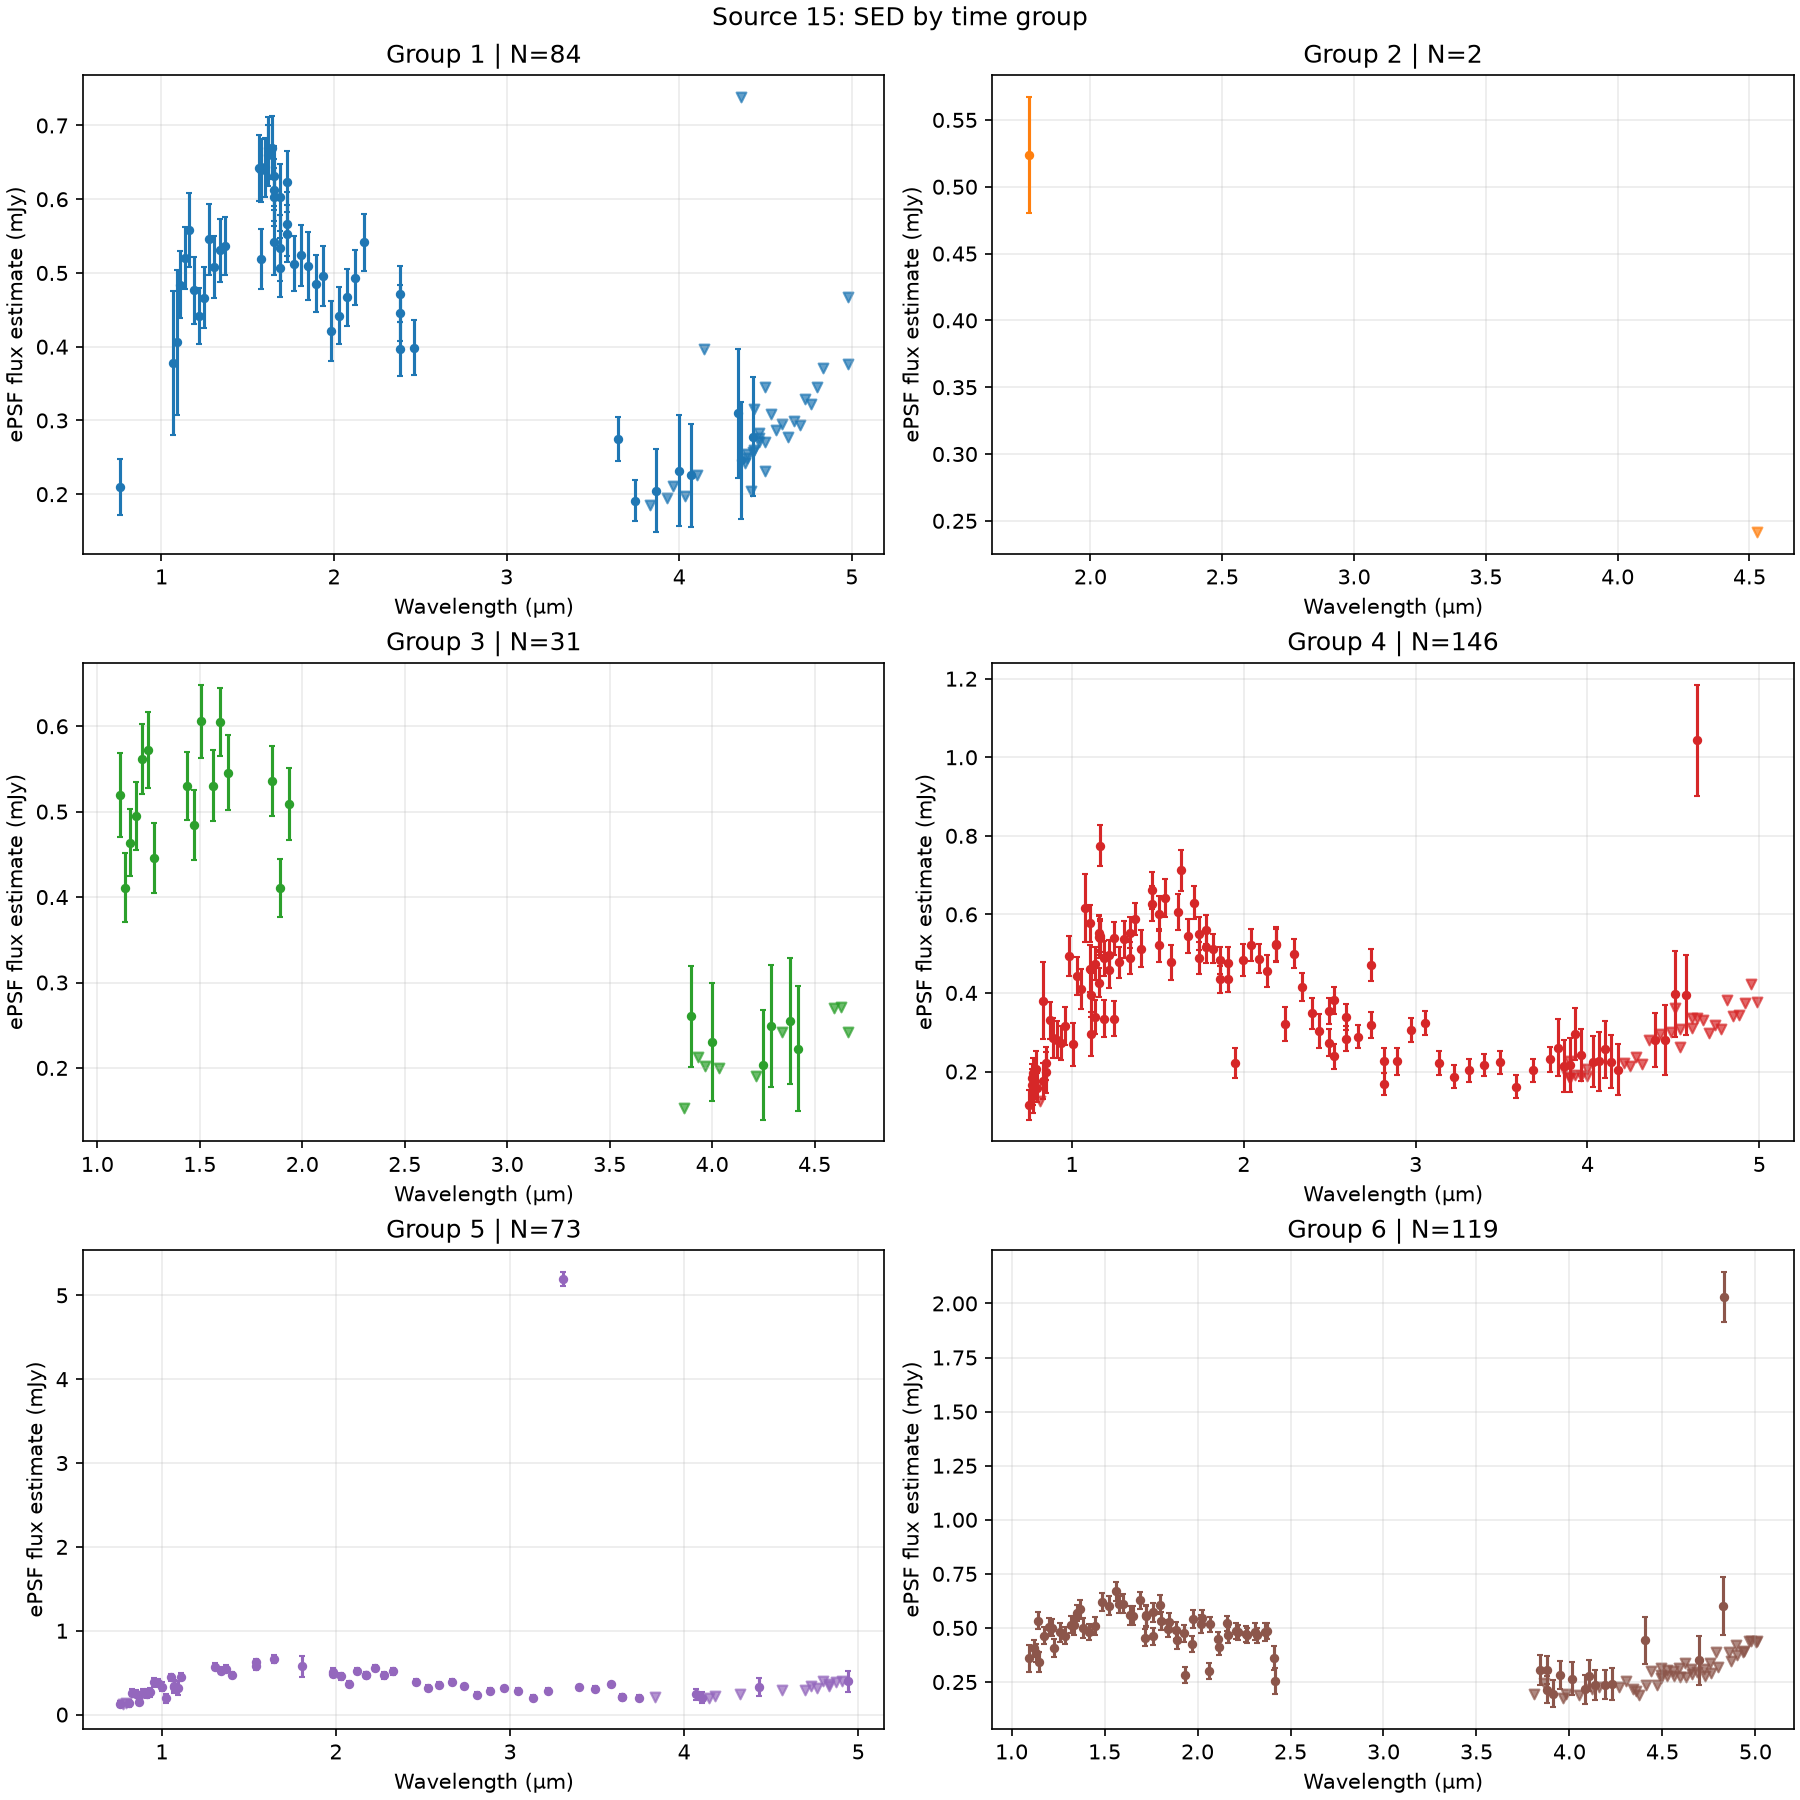 Source 15: SED by time group
Group 1 | N=84
0.7
0.6
0.5
0.4
0.3
0.2
ePSF flux estimate (mJy)
1 2 3 4 5
Wavelength (µm)
Group 2 | N=2
0.55
0.50
0.45
0.40
0.35
0.30
0.25
ePSF flux estimate (mJy)
2.0 2.5 3.0 3.5 4.0 4.5
Wavelength (µm)
Group 3 | N=31
0.6
0.5
0.4
0.3
0.2
ePSF flux estimate (mJy)
1.0 1.5 2.0 2.5 3.0 3.5 4.0 4.5
Wavelength (µm)
Group 4 | N=146
1.2
1.0
0.8
0.6
0.4
0.2
ePSF flux estimate (mJy)
1 2 3 4 5
Wavelength (µm)
Group 5 | N=73
5
4
3
2
1
0
ePSF flux estimate (mJy)
1 2 3 4 5
Wavelength (µm)
Group 6 | N=119
2.00
1.75
1.50
1.25
1.00
0.75
0.50
0.25
ePSF flux estimate (mJy)
1.0 1.5 2.0 2.5 3.0 3.5 4.0 4.5 5.0
Wavelength (µm)